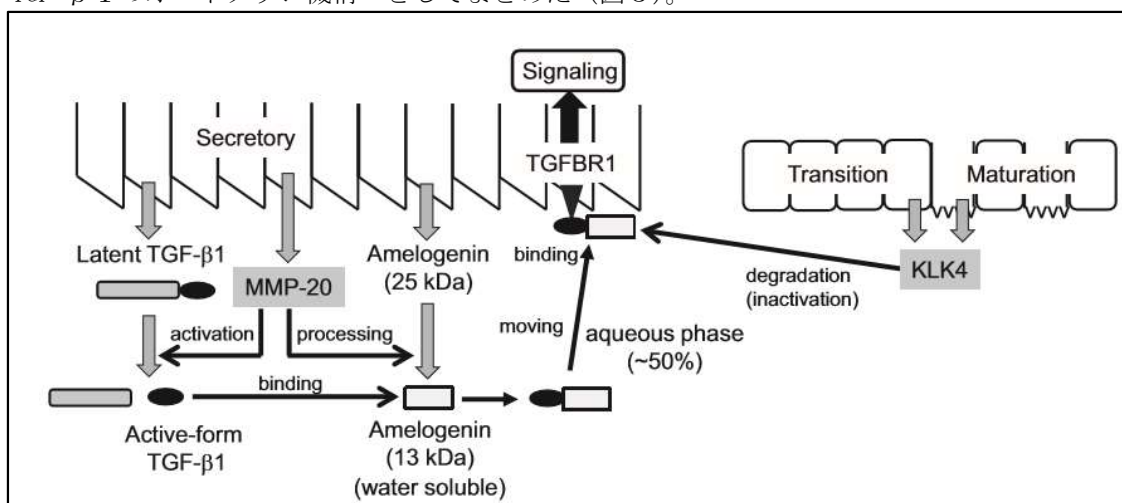 Signaling
Secretory
TGFBR1
Transition
Maturation
Latent TGF-β1
MMP-20
Amelogenin
(25 kDa)
binding
degradation
(inactivation)
KLK4
activation
processing
moving
aqueous phase
(~50%)
binding
Active-form
TGF-β1
Amelogenin
(13 kDa)
(water soluble)